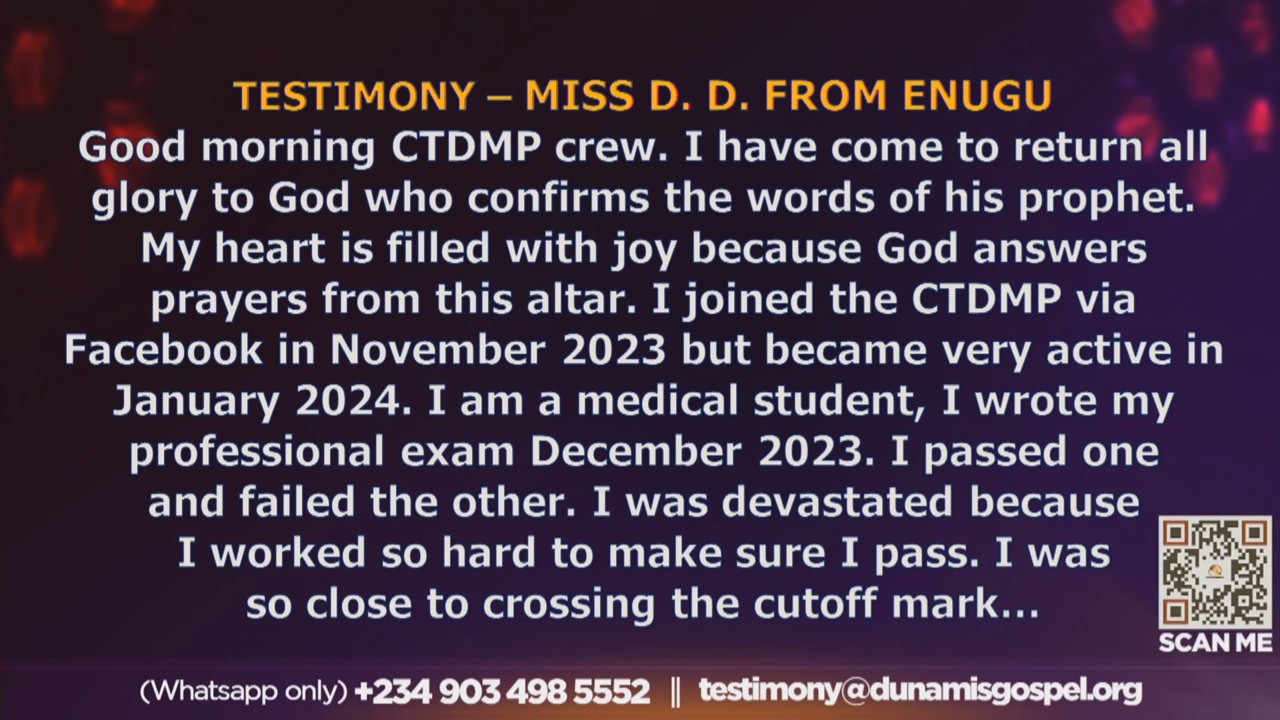 TESTIMONY – MISS D. D. FROM ENUGU
Good morning CTDMP crew. I have come to return all
glory to God who confirms the words of his prophet.
My heart is filled with joy because God answers
prayers from this altar. I joined the CTDMP via
Facebook in November 2023 but became very active in
January 2024. I am a medical student, I wrote my
professional exam December 2023. I passed one
and failed the other. I was devastated because
I worked so hard to make sure I pass. I was
so close to crossing the cutoff mark...
SCAN ME
(Whatsapp only) +234 903 498 5552 || testimony@dunamisgospel.org